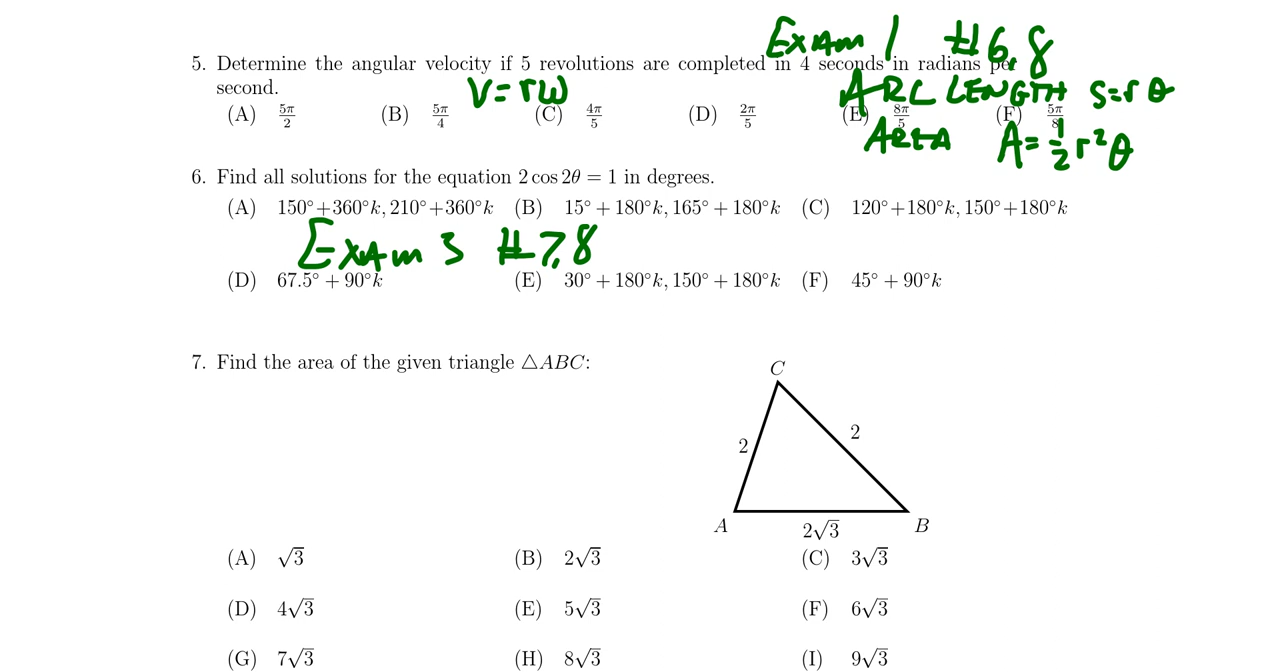 Exam 1 #6,8
5. Determine the angular velocity if 5 revolutions are completed in 4 seconds in radians per
second.
V=rω
ARC LENGTH S=rθ
(A) 5π/2 (B) 5π/4 (C) 4π/5 (D) 2π/5 (E) 8π/5 (F) 5π/8
AREA A=1/2 r²θ
6. Find all solutions for the equation 2 cos 2θ = 1 in degrees.
(A) 150°+360°k, 210°+360°k (B) 15° + 180°k, 165° + 180°k (C) 120°+180°k, 150°+180°k
Exam 3 #7,8
(D) 67.5° + 90°k (E) 30° + 180°k, 150° + 180°k (F) 45° + 90°k
7. Find the area of the given triangle △ABC:
C
2
2
A
B
2√3
(A) √3 (B) 2√3 (C) 3√3
(D) 4√3 (E) 5√3 (F) 6√3
(G) 7√3 (H) 8√3 (I) 9√3